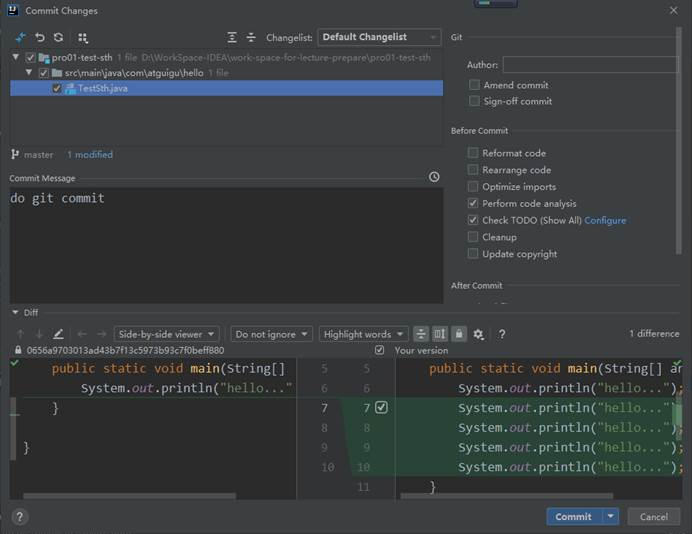 Commit Changes
Changelist: Default Changelist
pro01-test-sth 1 file D:\WorkSpace-IDEA\work-space-for-lecture-prepare\pro01-test-sth
src\main\java\com\atguigu\hello 1 file
TestSth.java
master 1 modified
Commit Message
do git commit
Git
Author:
Amend commit
Sign-off commit
Before Commit
Reformat code
Rearrange code
Optimize imports
Perform code analysis
Check TODO (Show All) Configure
Cleanup
Update copyright
After Commit
Diff
Side-by-side viewer Do not ignore Highlight words ? 1 difference
0656a9703013ad43b7f13c5973b93c7f0beff880 Your version
public static void main(String[] 5 5 public static void main(String[] ar
System.out.println("hello..." 6 6 System.out.println("hello...");
} 7 7 System.out.println("hello...")
8 8 System.out.println("hello...");
} 9 9 System.out.println("hello...");
10 10 System.out.println("hello...");
11 }
? Commit Cancel